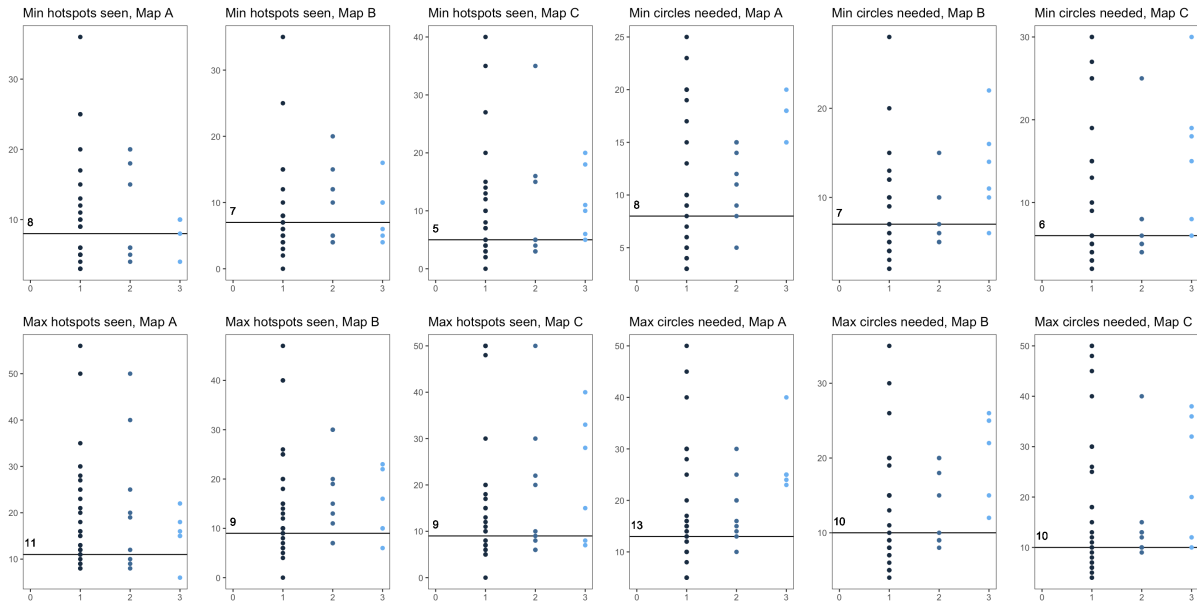 Min hotspots seen, Map A
30
20
10
8
0 1 2 3
Min hotspots seen, Map B
30
20
10
0
7
0 1 2 3
Min hotspots seen, Map C
40
30
20
10
0
5
0 1 2 3
Min circles needed, Map A
25
20
15
10
5
8
0 1 2 3
Min circles needed, Map B
20
10
7
0 1 2 3
Min circles needed, Map C
30
20
10
6
0 1 2 3
Max hotspots seen, Map A
50
40
30
20
10
11
0 1 2 3
Max hotspots seen, Map B
40
30
20
10
0
9
0 1 2 3
Max hotspots seen, Map C
50
40
30
20
10
0
9
0 1 2 3
Max circles needed, Map A
50
40
30
20
10
13
0 1 2 3
Max circles needed, Map B
30
20
10
10
0 1 2 3
Max circles needed, Map C
50
40
30
20
10
10
0 1 2 3